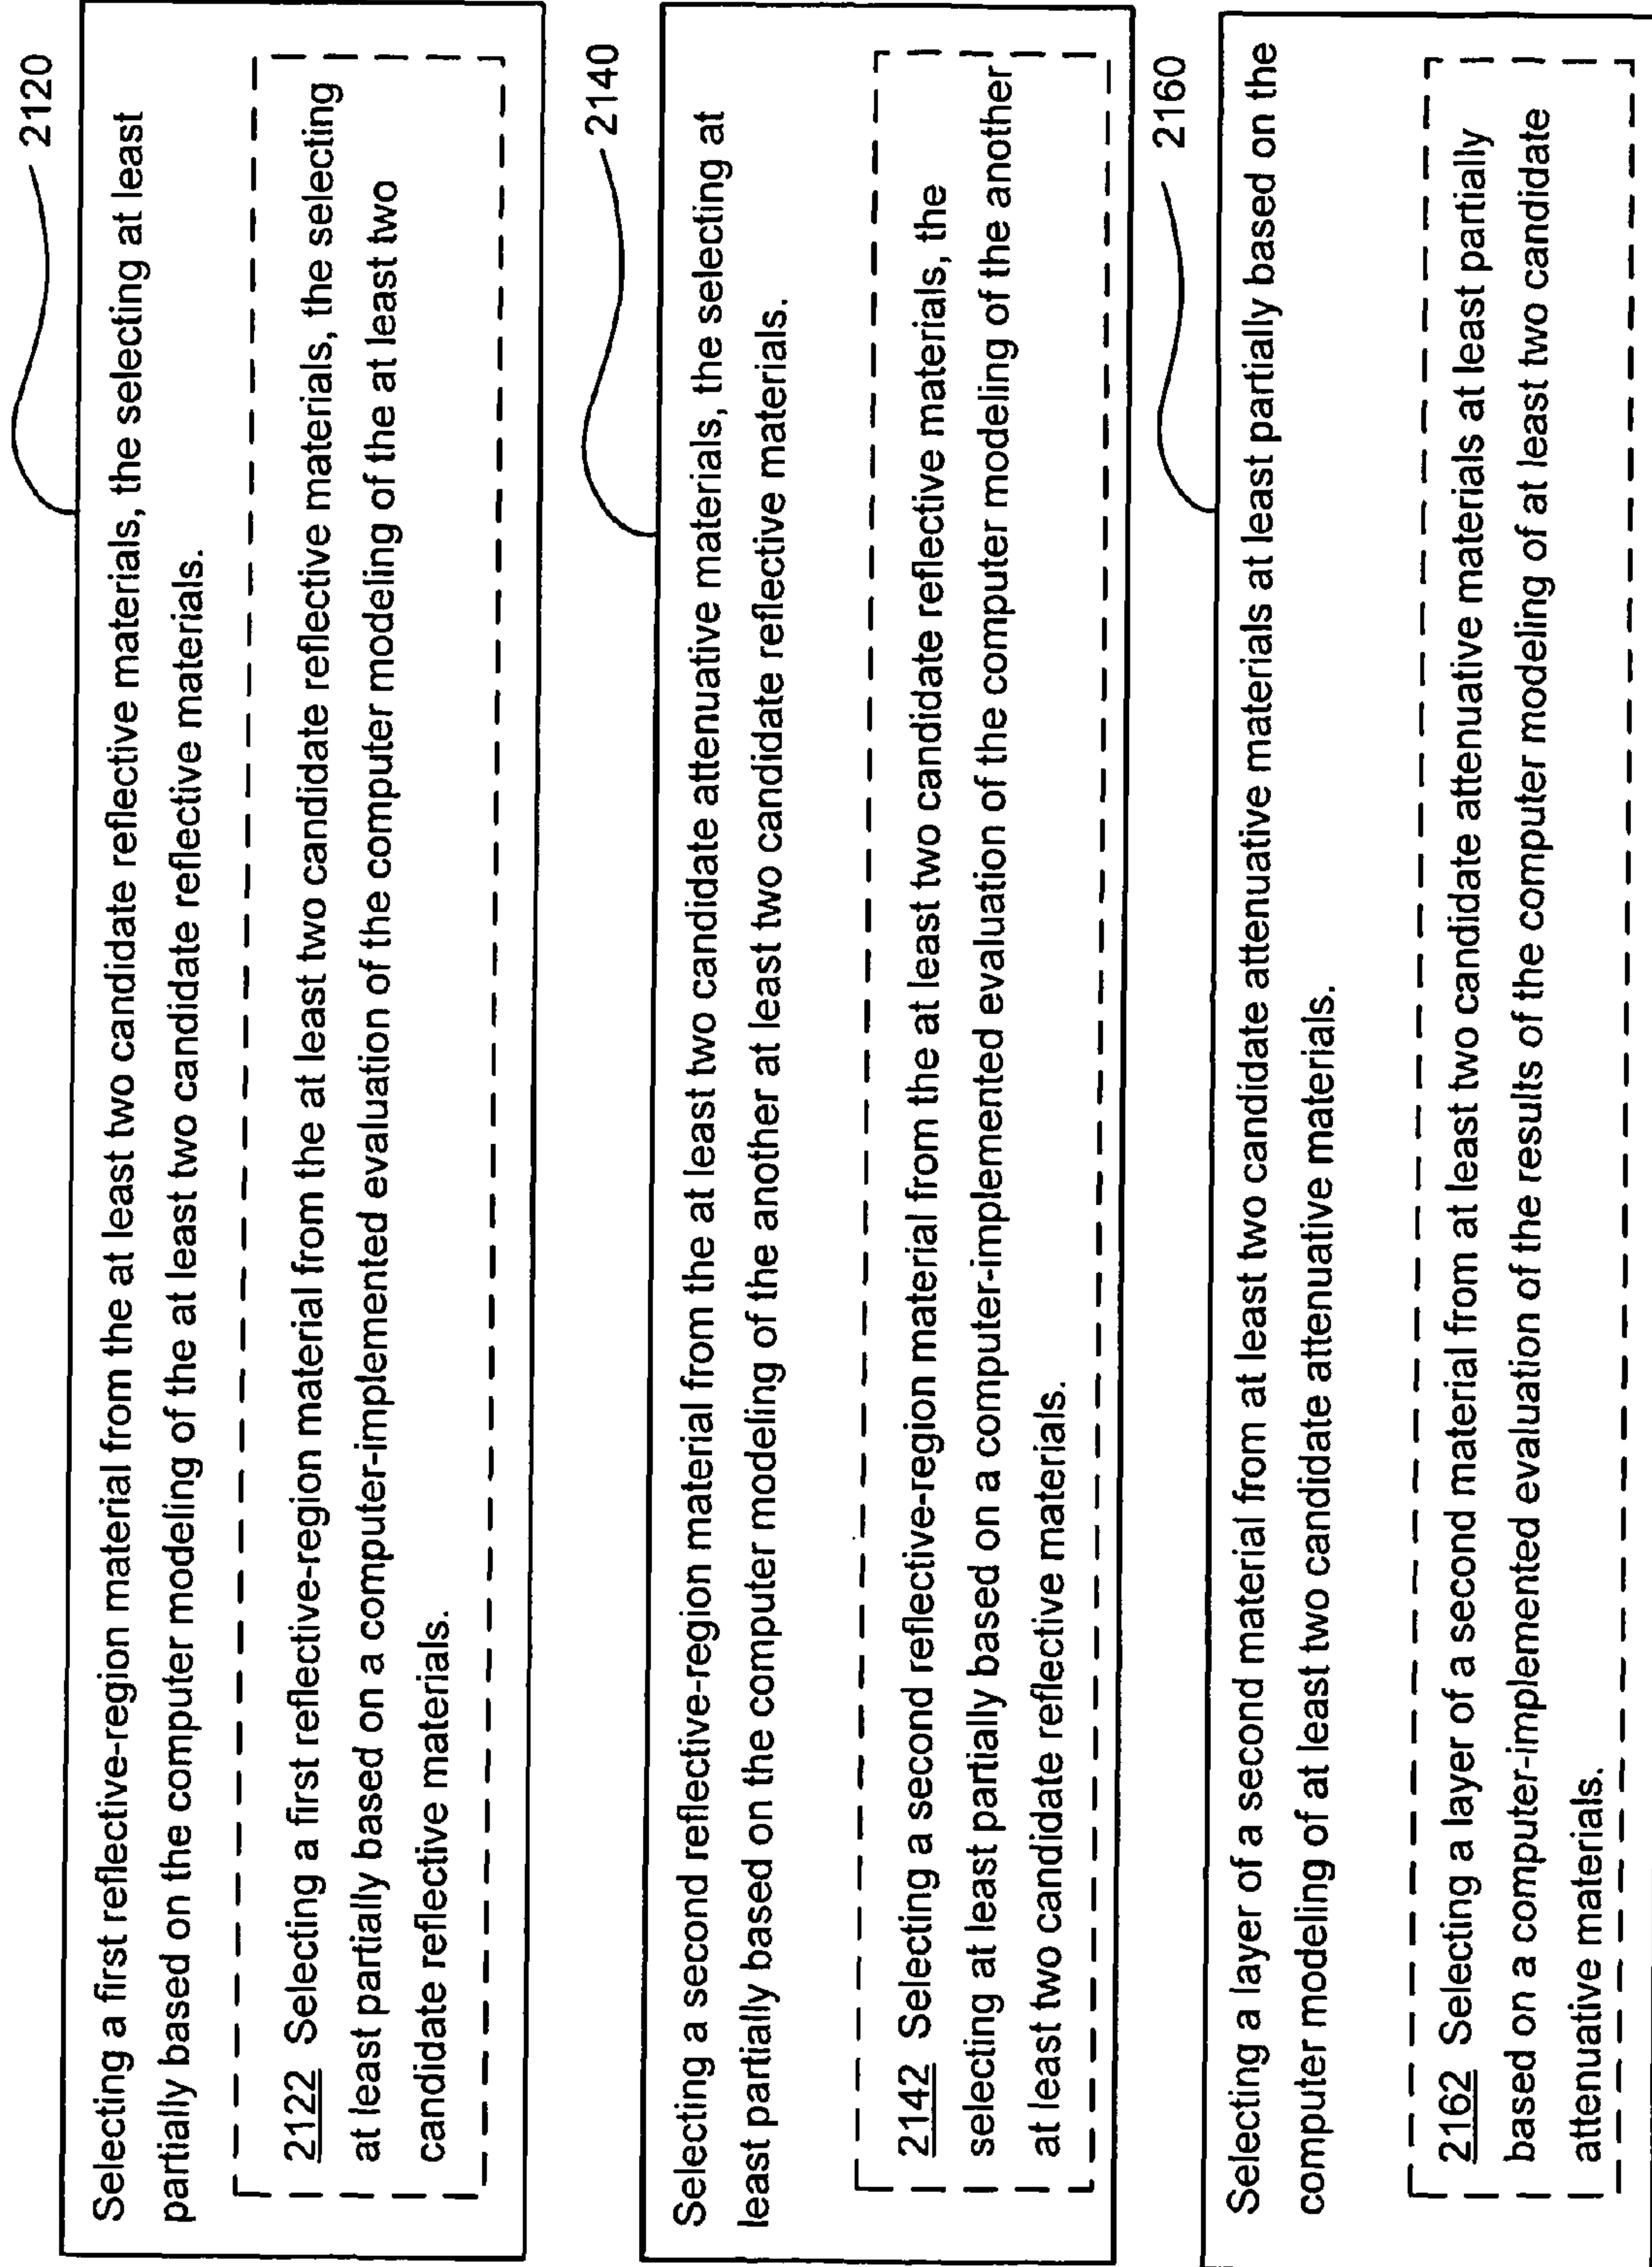 2120
Selecting a first reflective-region material from the at least two candidate reflective materials, the selecting at least
partially based on the computer modeling of the at least two candidate reflective materials.
2122 Selecting a first reflective-region material from the at least two candidate reflective materials, the selecting
at least partially based on a computer-implemented evaluation of the computer modeling of the at least two
candidate reflective materials.
2140
Selecting a second reflective-region material from the at least two candidate attenuative materials, the selecting at
least partially based on the computer modeling of the another at least two candidate reflective materials.
2142 Selecting a second reflective-region material from the at least two candidate reflective materials, the
selecting at least partially based on a computer-implemented evaluation of the computer modeling of the another
at least two candidate reflective materials.
2160
Selecting a layer of a second material from at least two candidate attenuative materials at least partially based on the
computer modeling of at least two candidate attenuative materials.
2162 Selecting a layer of a second material from at least two candidate attenuative materials at least partially
based on a computer-implemented evaluation of the results of the computer modeling of at least two candidate
attenuative materials.